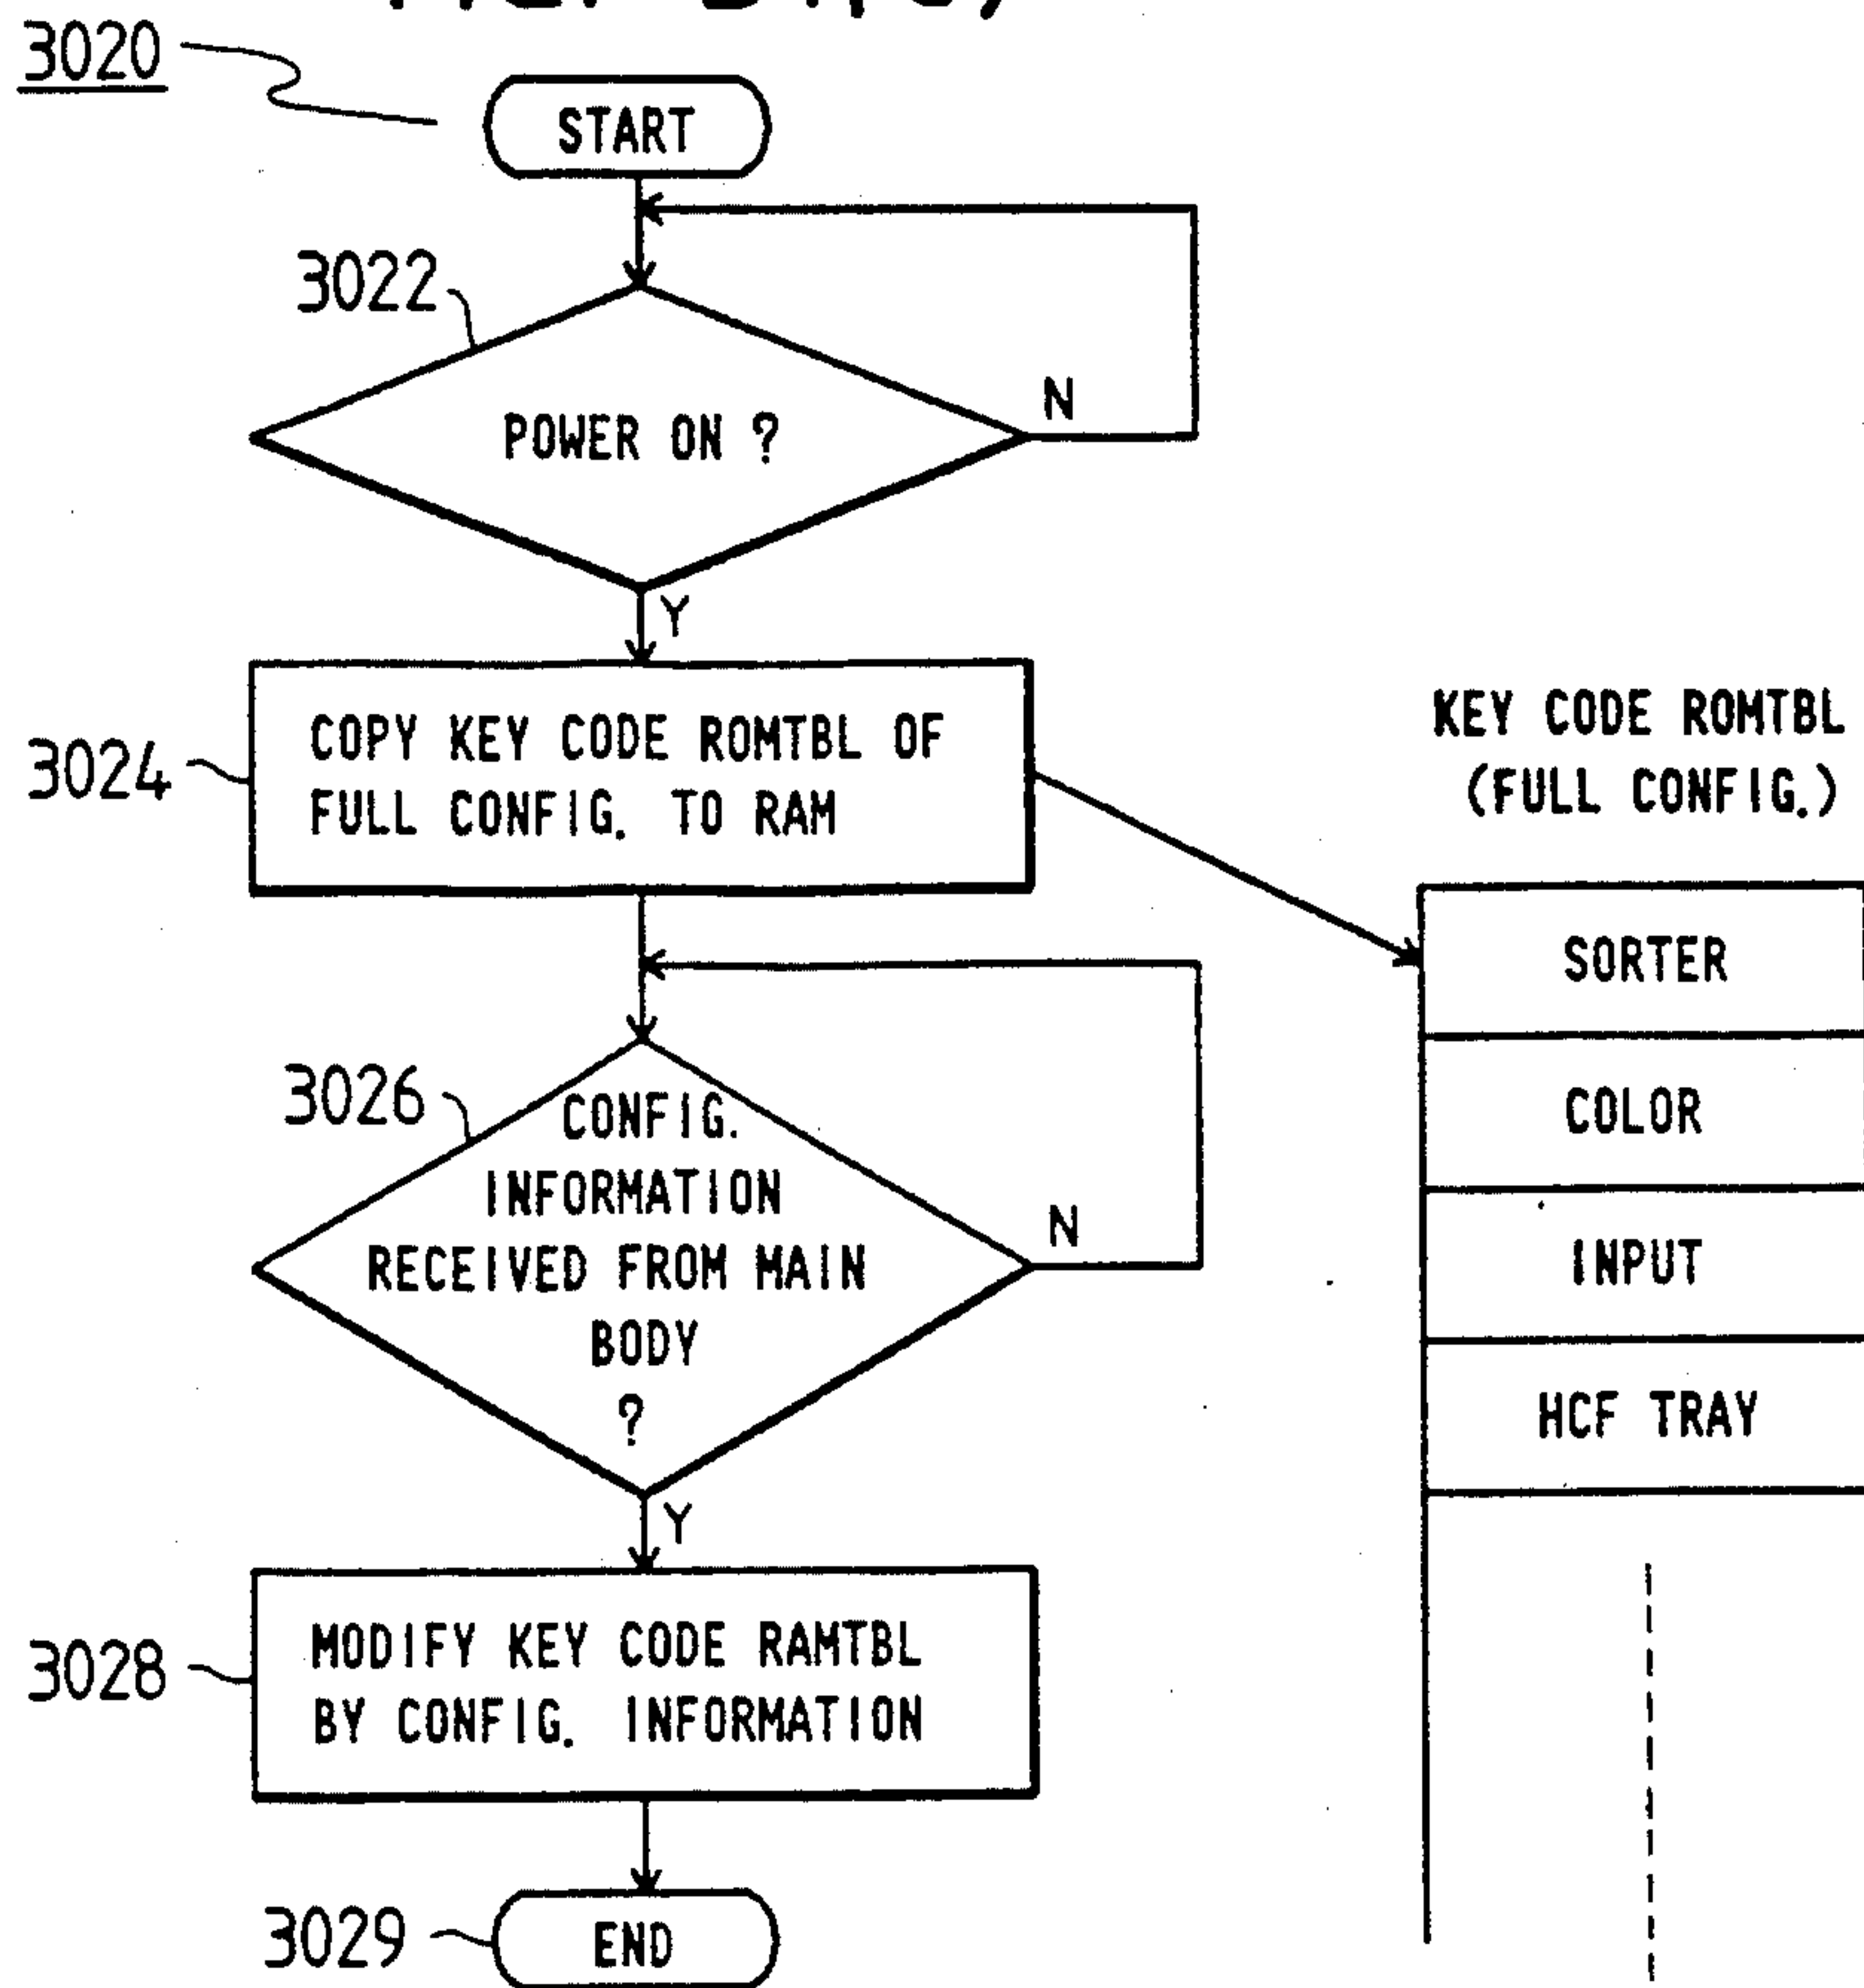 3020
START
3022
POWER ON ?
N
Y
3024
COPY KEY CODE ROMTBL OF
FULL CONFIG. TO RAM
KEY CODE ROMTBL
(FULL CONFIG.)
SORTER
COLOR
INPUT
HCF TRAY
3026
CONFIG.
INFORMATION
RECEIVED FROM MAIN
BODY
?
N
Y
3028
MODIFY KEY CODE RAMTBL
BY CONFIG. INFORMATION
3029
END